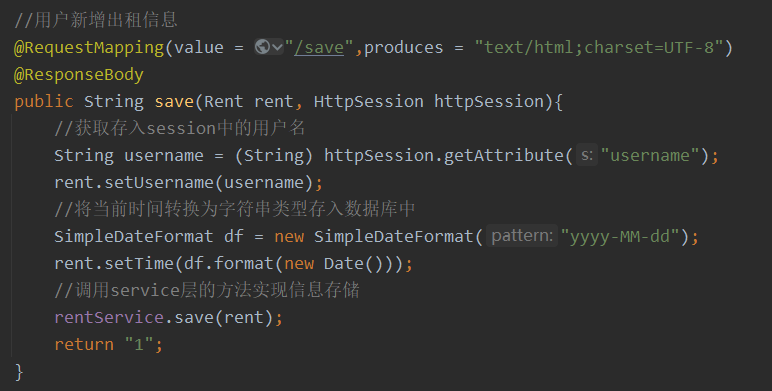 //用户新增出租信息
@RequestMapping(value = "/save",produces = "text/html;charset=UTF-8")
@ResponseBody
public String save(Rent rent, HttpSession httpSession){
    //获取存入session中的用户名
    String username = (String) httpSession.getAttribute( s: "username");
    rent.setUsername(username);
    //将当前时间转换为字符串类型存入数据库中
    SimpleDateFormat df = new SimpleDateFormat( pattern: "yyyy-MM-dd");
    rent.setTime(df.format(new Date()));
    //调用service层的方法实现信息存储
    rentService.save(rent);
    return "1";
}